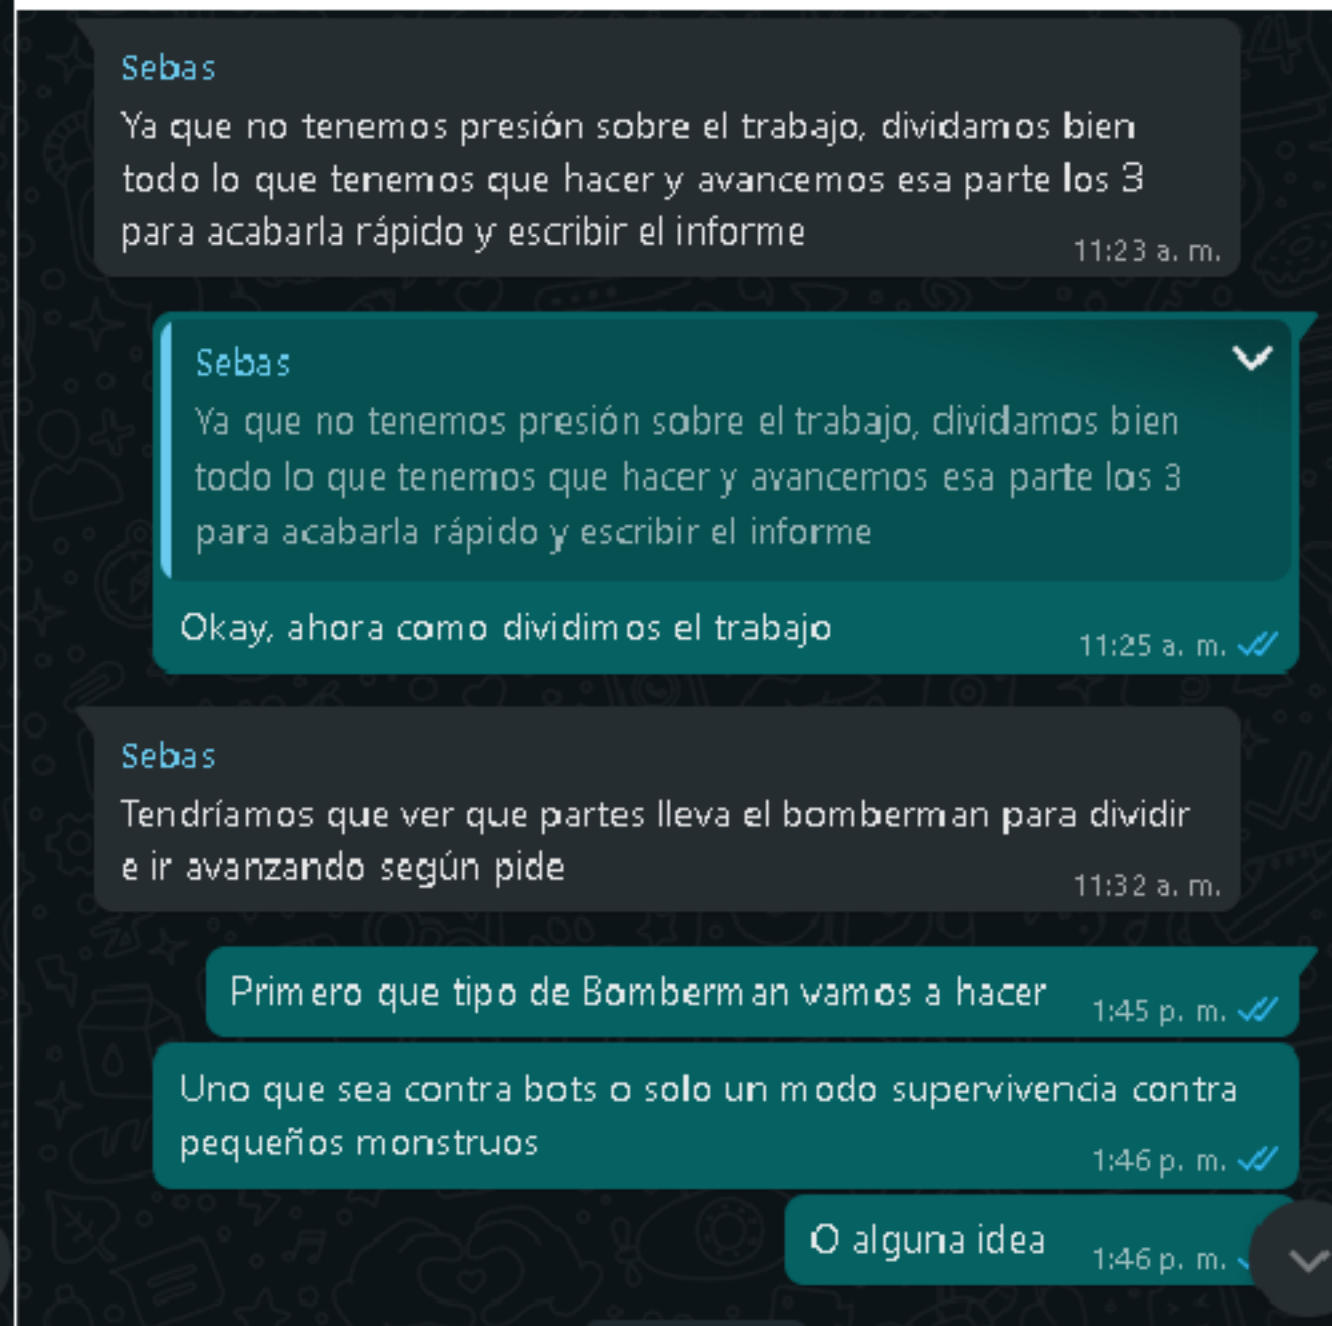 Sebas
Ya que no tenemos presión sobre el trabajo, dividamos bien
todo lo que tenemos que hacer y avancemos esa parte los 3
para acabarla rápido y escribir el informe
11:23 a. m.
Sebas
Ya que no tenemos presión sobre el trabajo, dividamos bien
todo lo que tenemos que hacer y avancemos esa parte los 3
para acabarla rápido y escribir el informe
Okay, ahora como dividimos el trabajo
11:25 a. m.
Sebas
Tendríamos que ver que partes lleva el bomberman para dividir
e ir avanzando según pide
11:32 a. m.
Primero que tipo de Bomberman vamos a hacer
1:45 p. m.
Uno que sea contra bots o solo un modo supervivencia contra
pequeños monstruos
1:46 p. m.
O alguna idea
1:46 p. m.